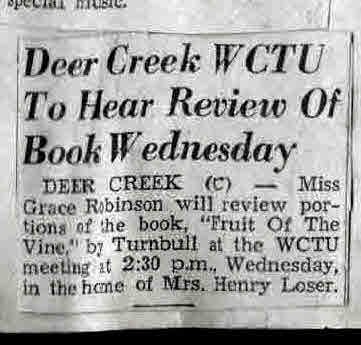 special music.
Deer Creek WCTU
To Hear Review Of
Book Wednesday
DEER CREEK (C) — Miss
Grace Robinson will review por-
tions of the book, "Fruit Of The
Vine," by Turnbull at the WCTU
meeting at 2:30 p.m., Wednesday,
in the home of Mrs. Henry Loser.